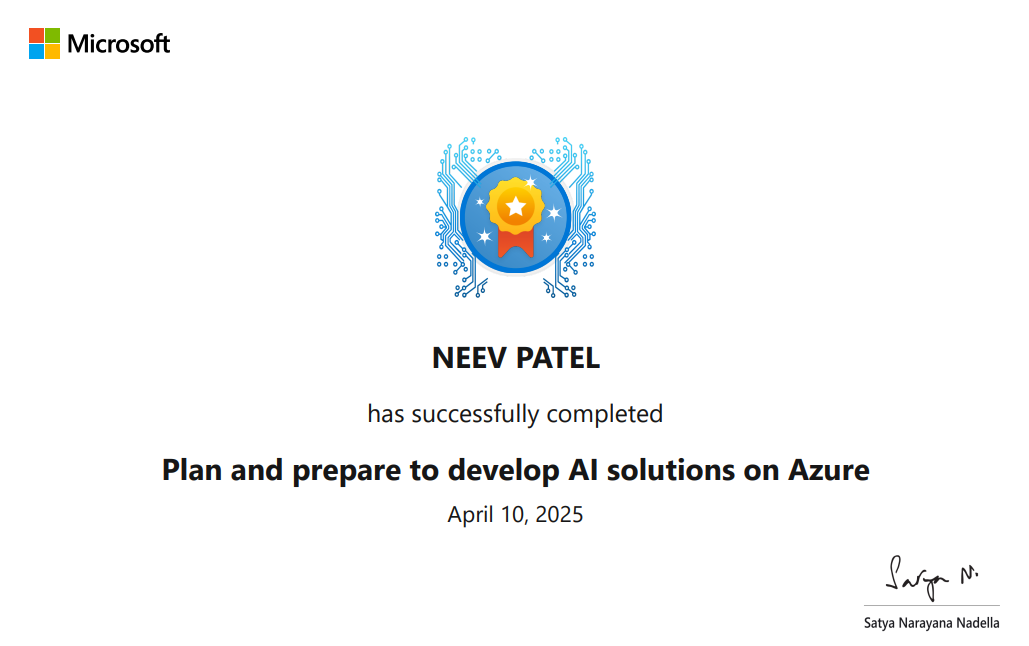 Microsoft
NEEV PATEL
has successfully completed
Plan and prepare to develop AI solutions on Azure
April 10, 2025
Satya N.
Satya Narayana Nadella